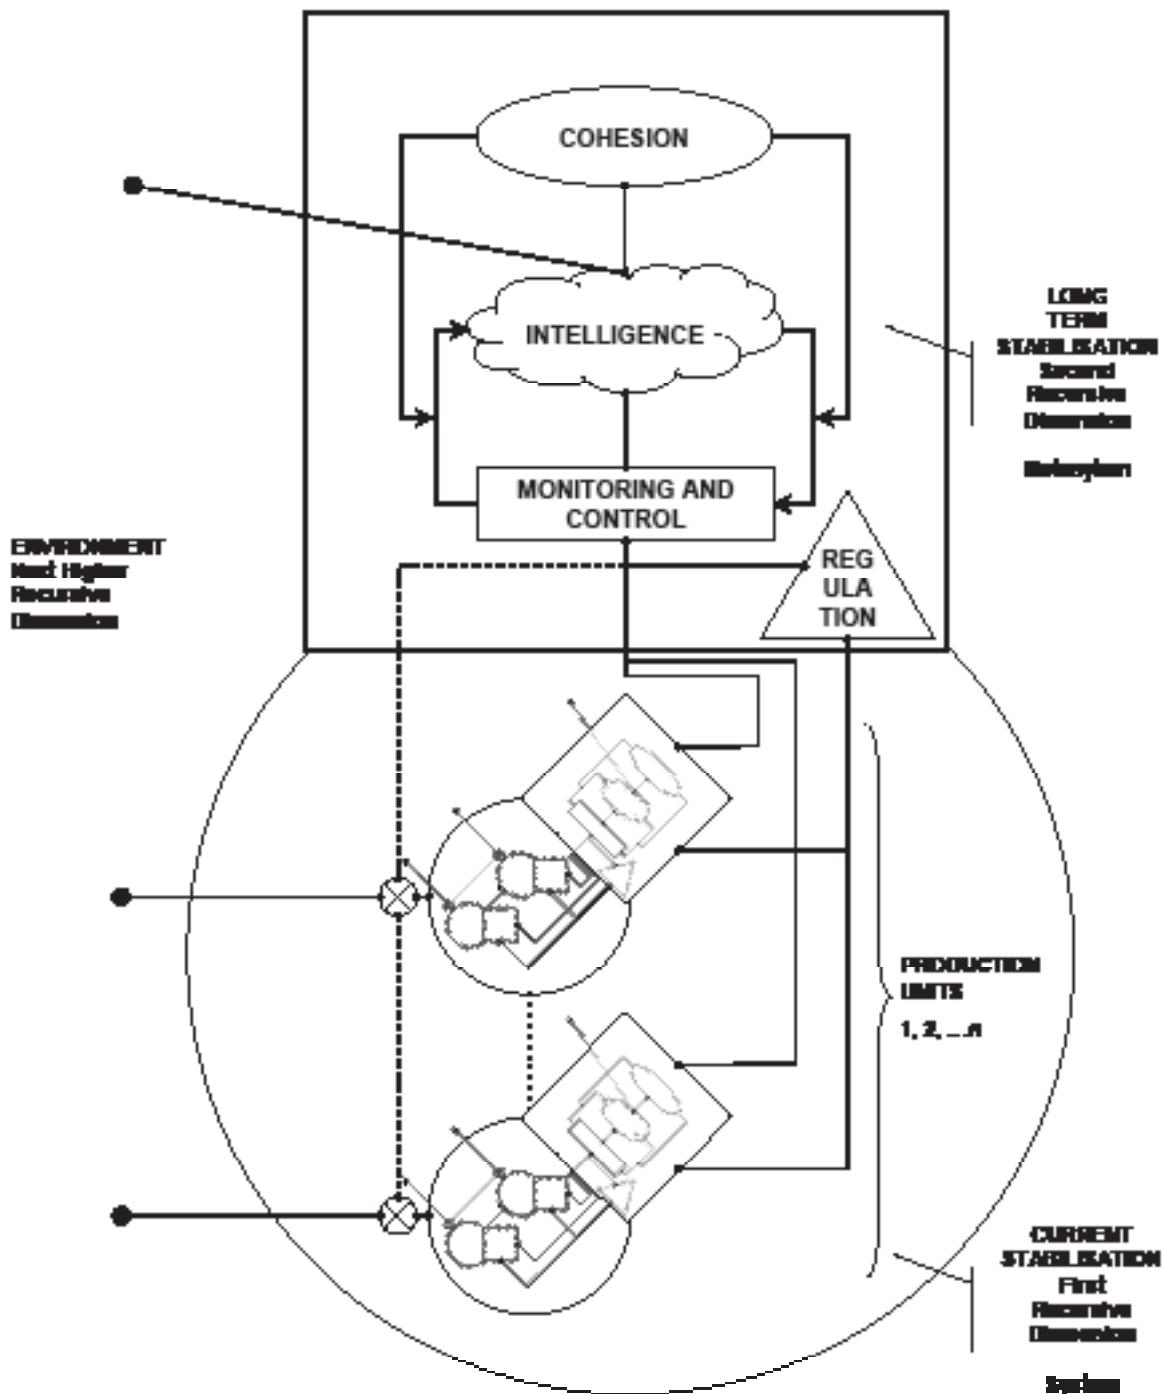 COHESION
INTELLIGENCE
LONG
TERM
STABILISATION
Second
Recursive
Dimension
MONITORING AND
CONTROL
REG
ULA
TION
ENVIRONMENT
Next Higher
Recursive
Dimension
PRODUCTION
UNITS
1, 2, ...n
CURRENT
STABILISATION
First
Recursive
Dimension
System